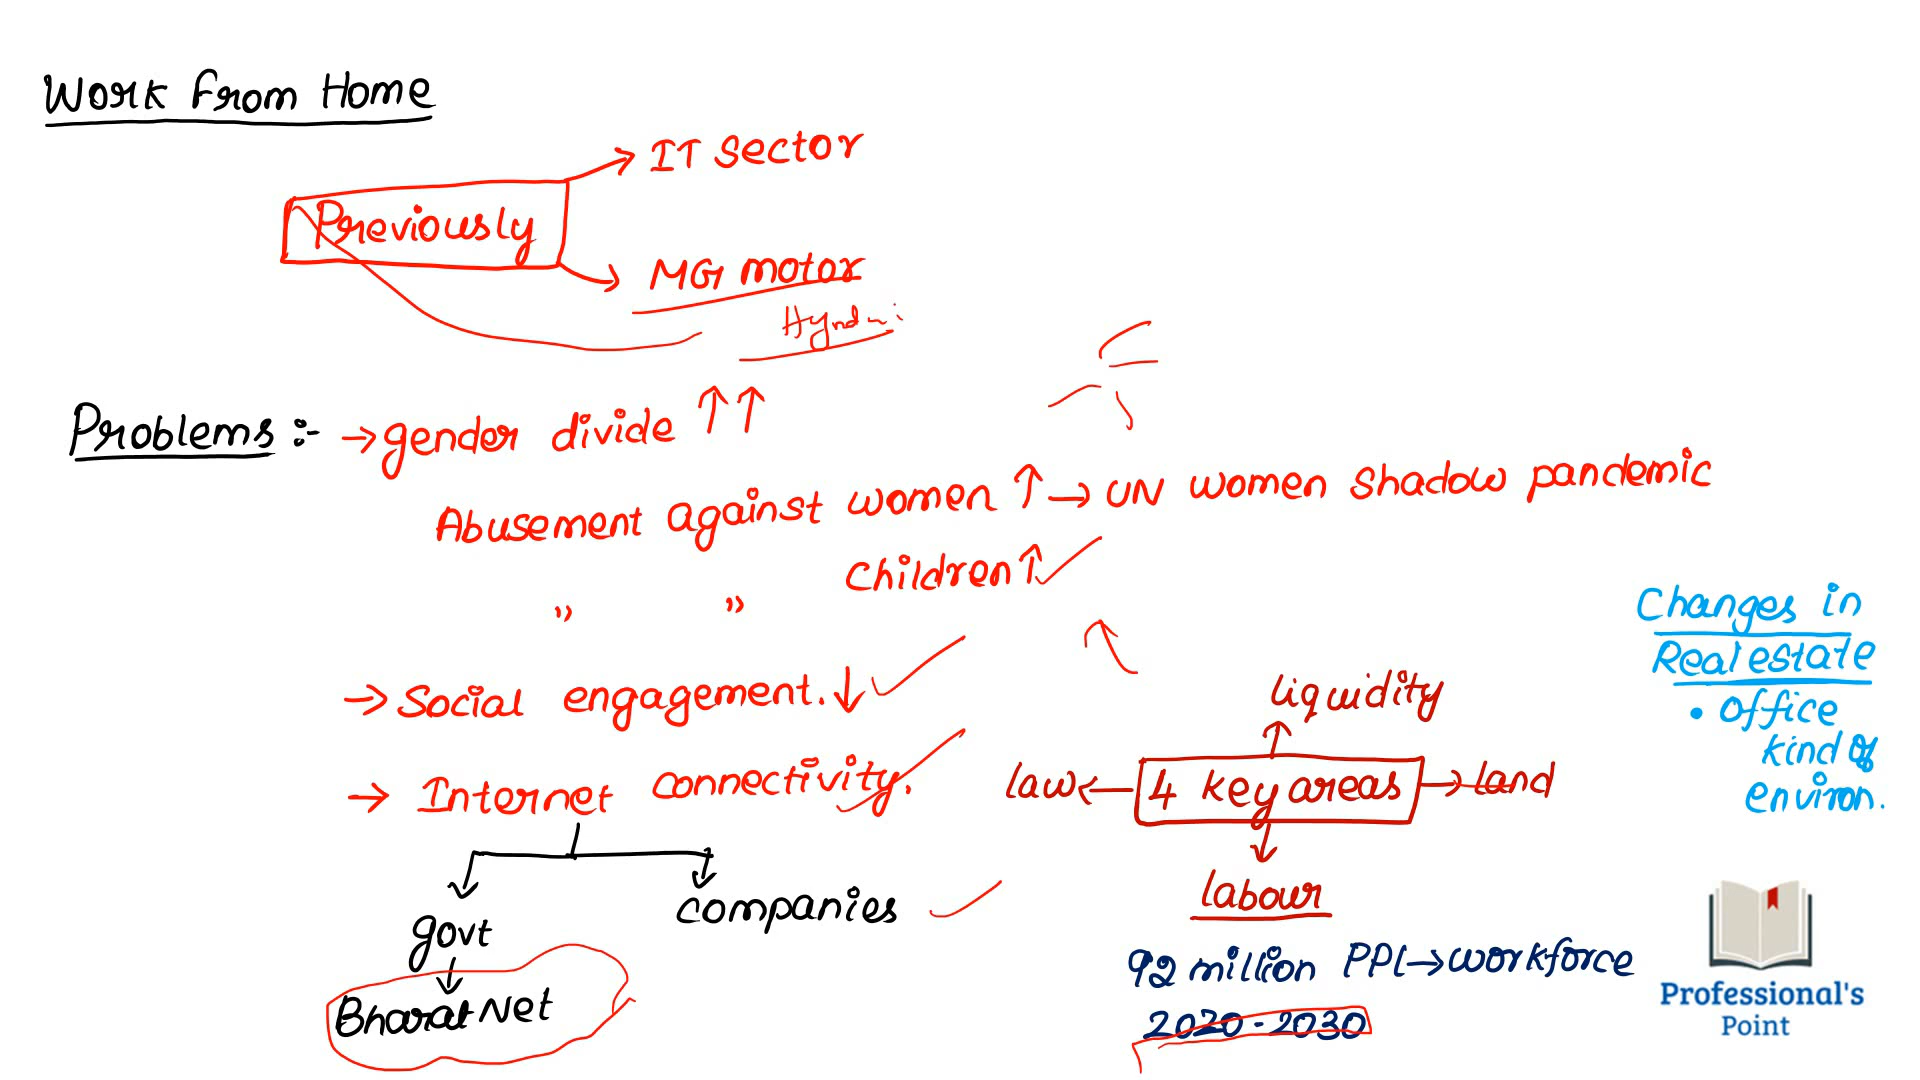 Work From Home
IT Sector
Previously
MG motor
Problems :- → gender divide ↑↑
Abusement against women ↑ → UN women Shadow pandemic
Children ↑
" "
→ Social engagement. ↓
→ Internet connectivity.
govt
companies
Bharat Net
liquidity
law ← 4 key areas → land
labour
92 million PPL → workforce
2020 - 2030
Changes in
Real estate
• office
kind of
environ.
Professional's
Point